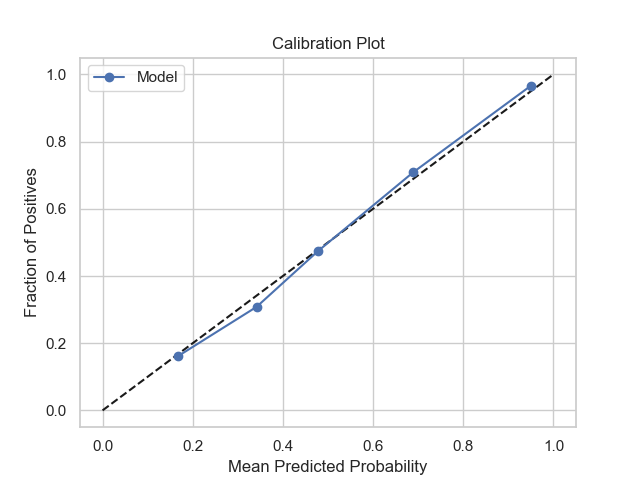 Calibration Plot
Model
1.0
0.8
0.6
0.4
0.2
0.0
Fraction of Positives
0.0 0.2 0.4 0.6 0.8 1.0
Mean Predicted Probability